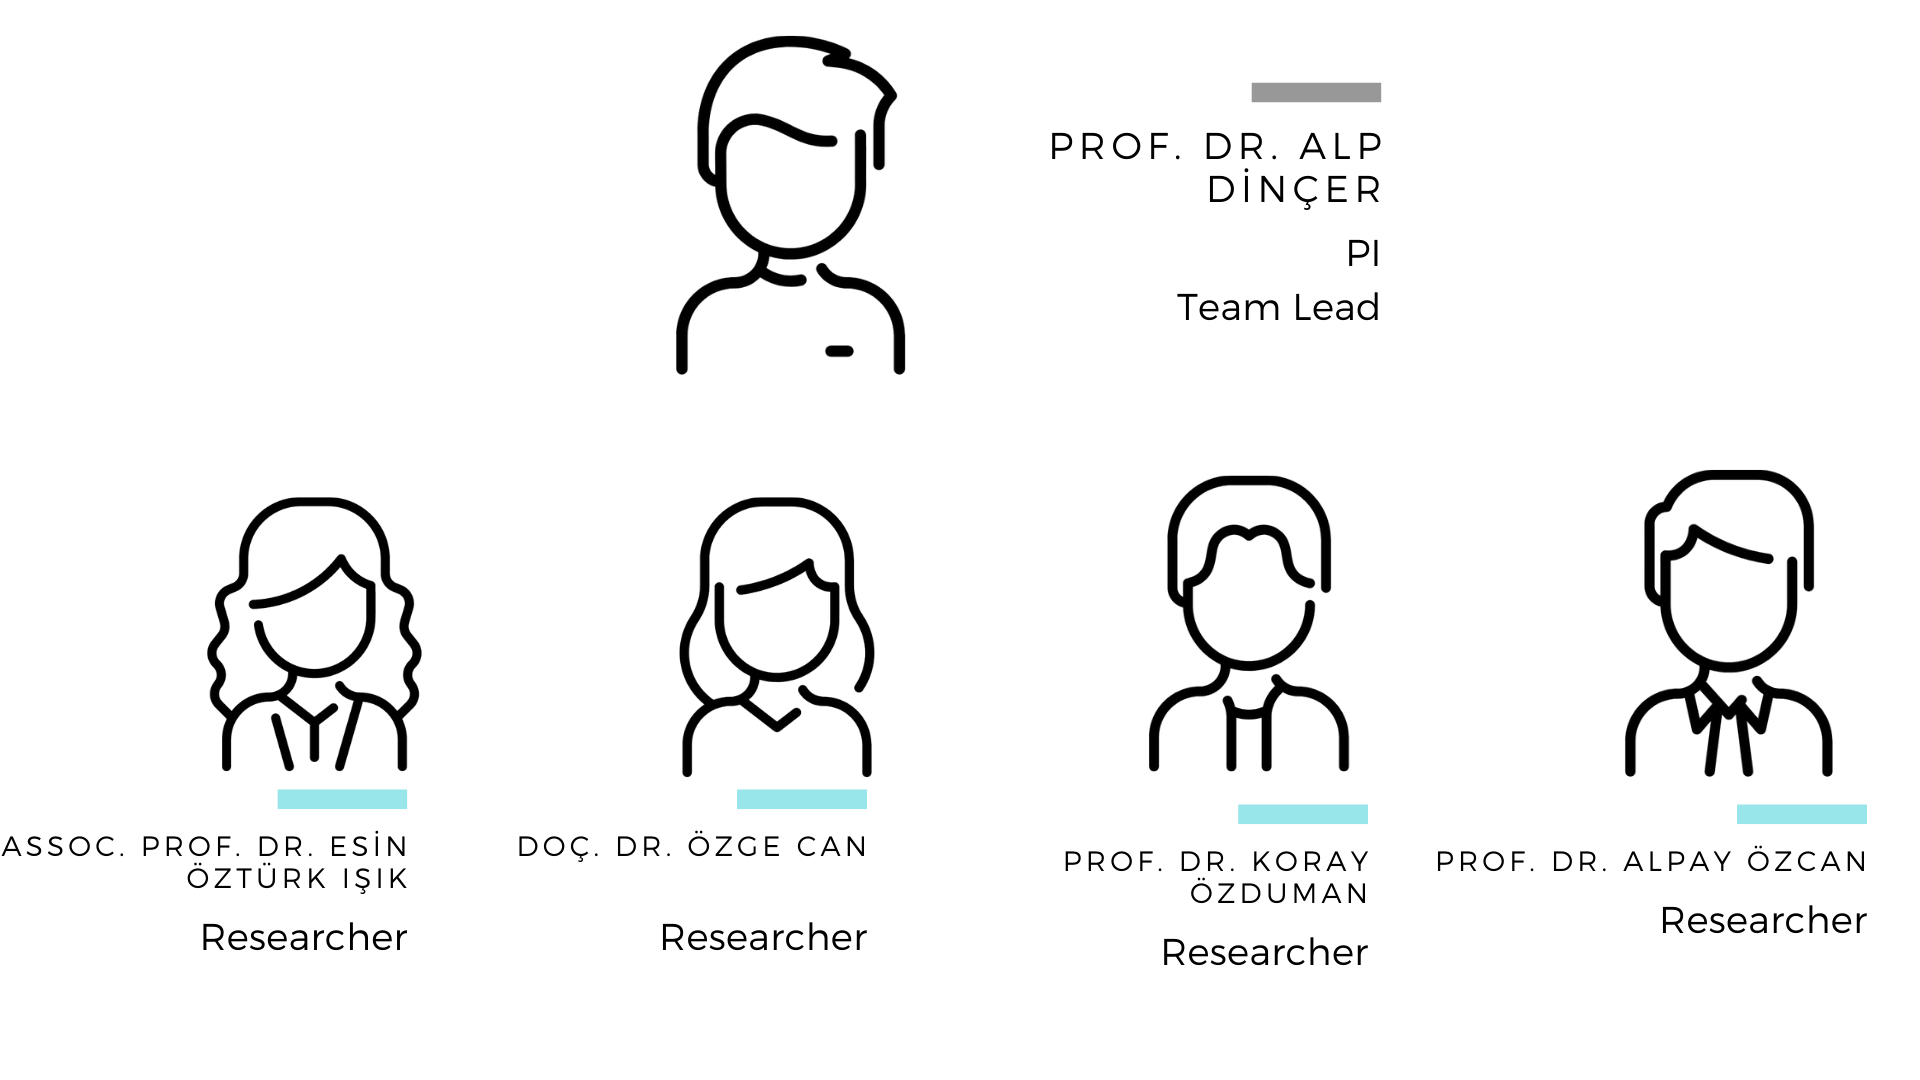 PROF. DR. ALP
DİNÇER
PI
Team Lead
ASSOC. PROF. DR. ESİN
ÖZTÜRK IŞIK
Researcher
DOÇ. DR. ÖZGE CAN
Researcher
PROF. DR. KORAY
ÖZDUMAN
Researcher
PROF. DR. ALPAY ÖZCAN
Researcher